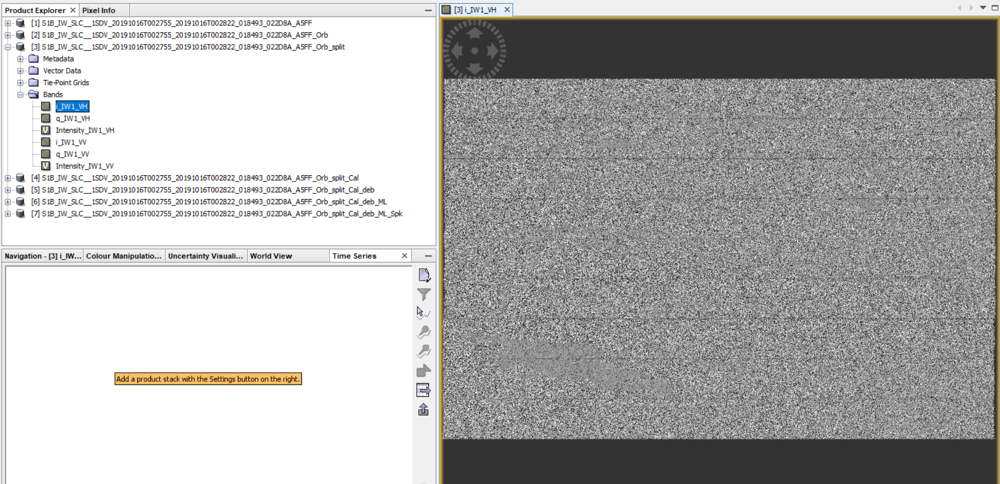 Product Explorer
Pixel Info
[1] S1B_IW_SLC__1SDV_20191016T002755_20191016T002822_018493_022D8A_A5FF
[2] S1B_IW_SLC__1SDV_20191016T002755_20191016T002822_018493_022D8A_A5FF_Orb
[3] S1B_IW_SLC__1SDV_20191016T002755_20191016T002822_018493_022D8A_A5FF_Orb_split
Metadata
Vector Data
Tie-Point Grids
Bands
i_IW1_VH
q_IW1_VH
Intensity_IW1_VH
i_IW1_VV
q_IW1_VV
Intensity_IW1_VV
[4] S1B_IW_SLC__1SDV_20191016T002755_20191016T002822_018493_022D8A_A5FF_Orb_split_Cal
[5] S1B_IW_SLC__1SDV_20191016T002755_20191016T002822_018493_022D8A_A5FF_Orb_split_Cal_deb
[6] S1B_IW_SLC__1SDV_20191016T002755_20191016T002822_018493_022D8A_A5FF_Orb_split_Cal_deb_ML
[7] S1B_IW_SLC__1SDV_20191016T002755_20191016T002822_018493_022D8A_A5FF_Orb_split_Cal_deb_ML_Spk
Navigation - [3] i_IW...
Colour Manipulatio...
Uncertainty Visuali...
World View
Time Series
Add a product stack with the Settings button on the right.
[3] i_IW1_VH